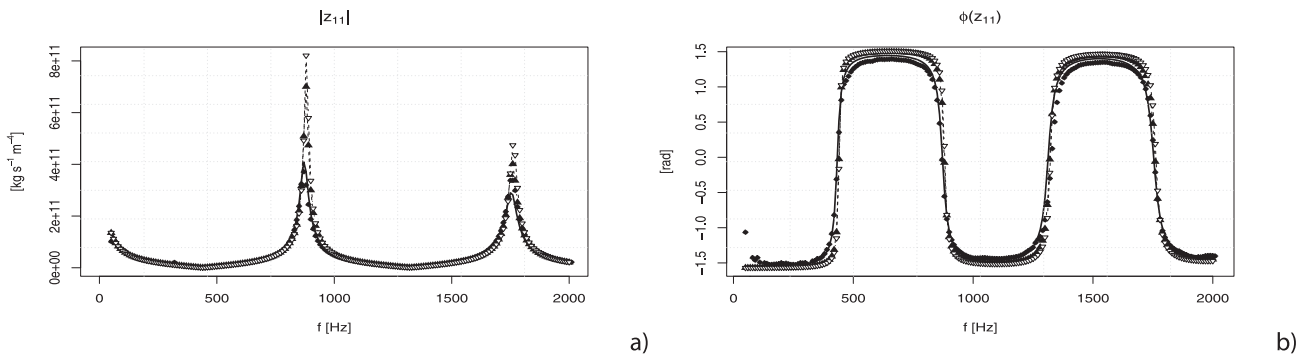 |z₁₁|
[kg s⁻¹ m⁻⁴]
8e+11
6e+11
4e+11
2e+11
0e+00
0 500 1000 1500 2000
f [Hz]
a)
ϕ(z₁₁)
[rad]
1.5
1.0
0.5
0.0
−0.5
−1.0
−1.5
0 500 1000 1500 2000
f [Hz]
b)